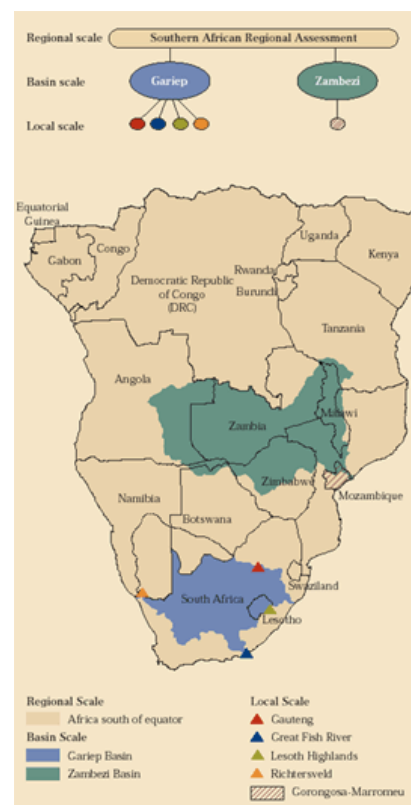 Regional scale
Southern African Regional Assessment
Basin scale
Gariep
Zambezi
Local scale
Equatorial
Guinea
Gabon
Congo
Democratic Republic
of Congo
(DRC)
Uganda
Kenya
Rwanda
Burundi
Tanzania
Angola
Zambia
Malawi
Zimbabwe
Mozambique
Namibia
Botswana
South Africa
Swaziland
Lesotho
Regional Scale
Africa south of equator
Basin Scale
Gariep Basin
Zambezi Basin
Local Scale
Gauteng
Great Fish River
Lesoth Highlands
Richtersveld
Gorongosa-Marromeu